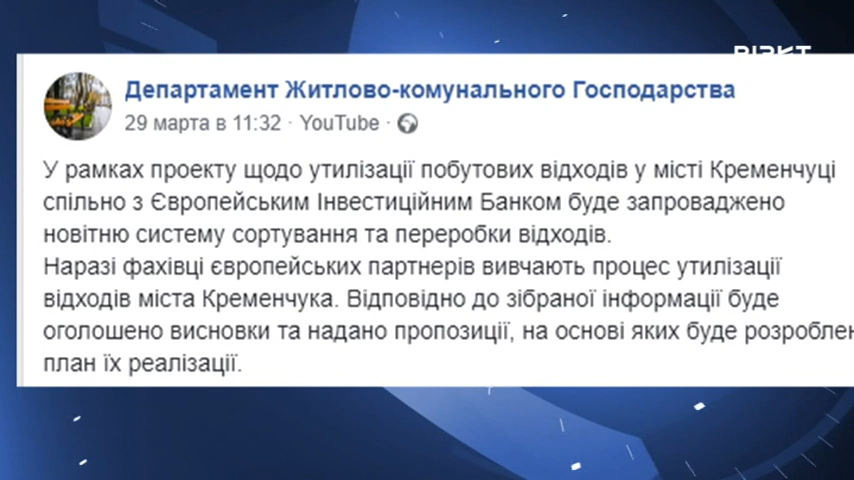 ВІЗИТ
Департамент Житлово-комунального Господарства
29 марта в 11:32 · YouTube ·
У рамках проекту щодо утилізації побутових відходів у місті Кременчуці
спільно з Європейським Інвестиційним Банком буде запроваджено
новітню систему сортування та переробки відходів.
Наразі фахівці європейських партнерів вивчають процес утилізації
відходів міста Кременчука. Відповідно до зібраної інформації буде
оголошено висновки та надано пропозиції, на основі яких буде розроблен
план їх реалізації.